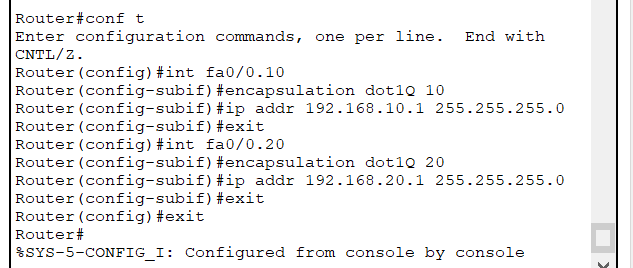 Router#conf t
Enter configuration commands, one per line.  End with
CNTL/Z.
Router(config)#int fa0/0.10
Router(config-subif)#encapsulation dot1Q 10
Router(config-subif)#ip addr 192.168.10.1 255.255.255.0
Router(config-subif)#exit
Router(config)#int fa0/0.20
Router(config-subif)#encapsulation dot1Q 20
Router(config-subif)#ip addr 192.168.20.1 255.255.255.0
Router(config-subif)#exit
Router(config)#exit
Router#
%SYS-5-CONFIG_I: Configured from console by console